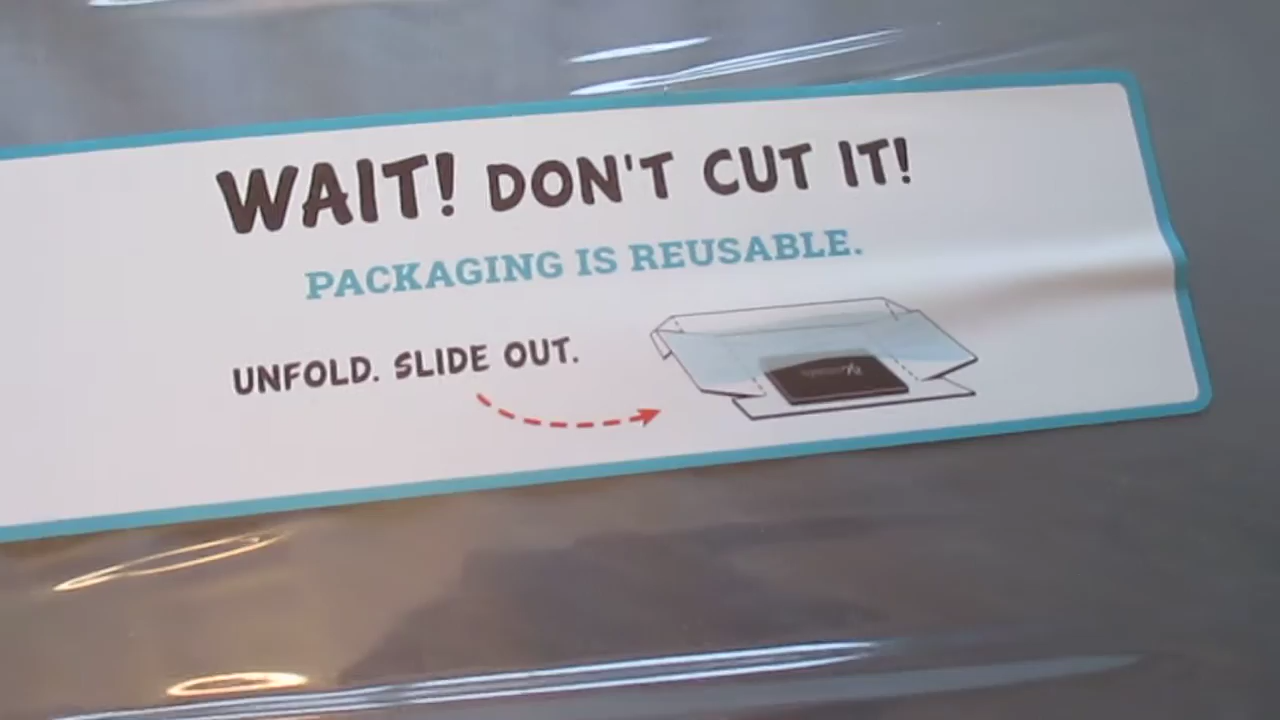 WAIT! DON'T CUT IT!
PACKAGING IS REUSABLE.
UNFOLD. SLIDE OUT.